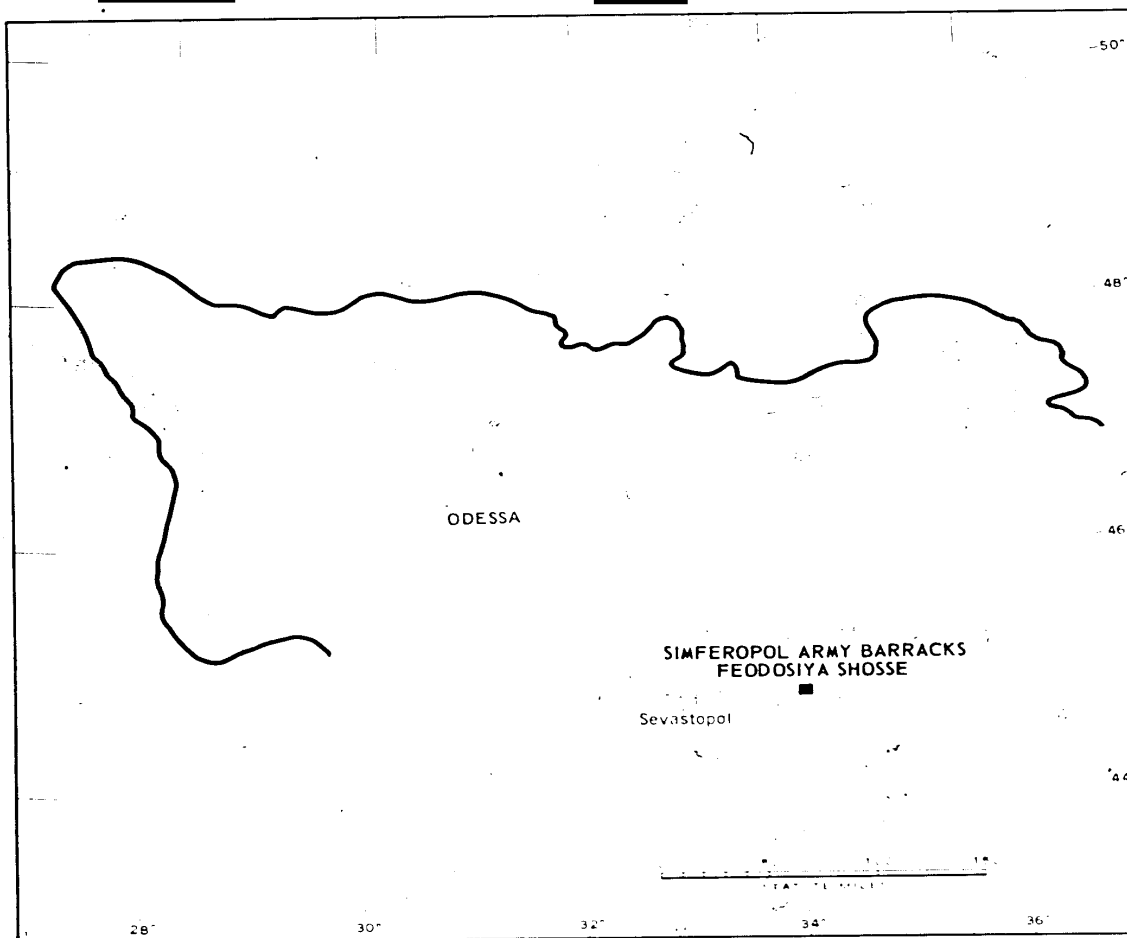 50°
48°
ODESSA
46
SIMFEROPOL ARMY BARRACKS
FEODOSIYA SHOSSE
Sevastopol
44
28° 30° 32° 34° 36°